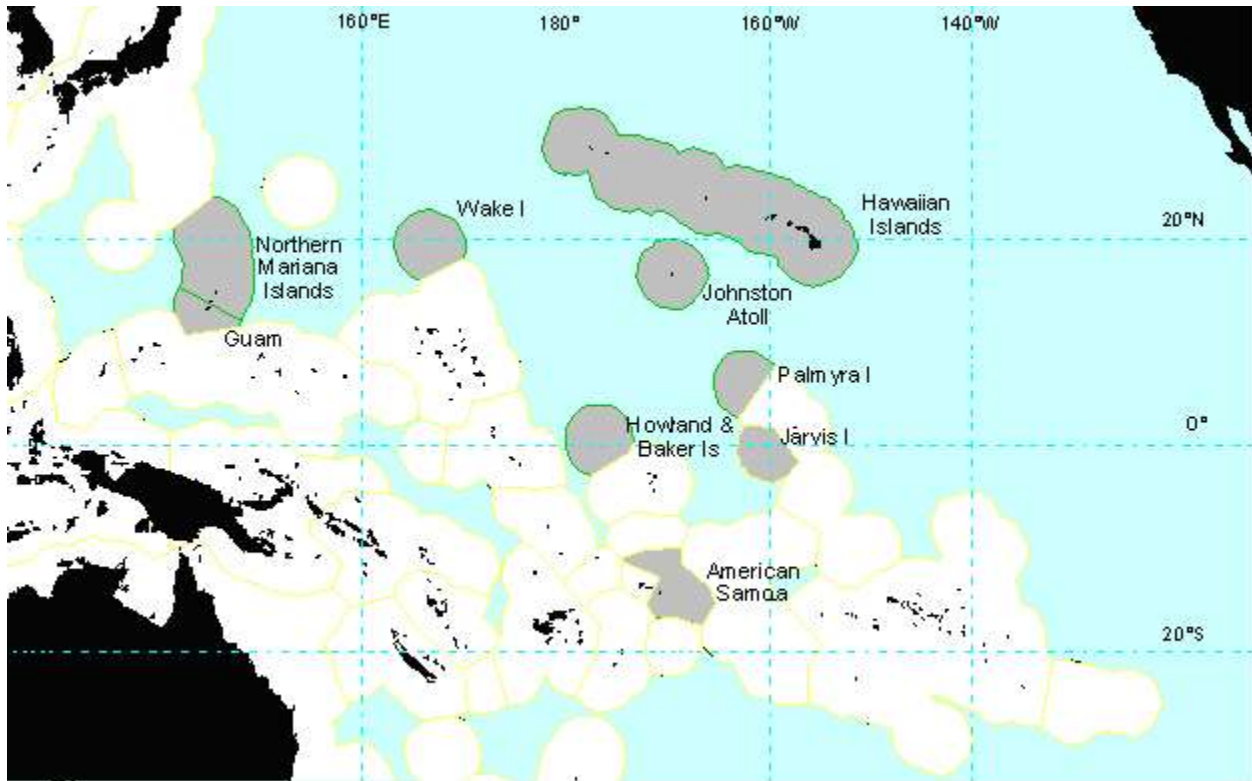 160°E
180°
160°W
140°W
Wake I
Hawaiian
Islands
20°N
Northern
Mariana
Islands
Johnston
Atoll
Guam
Palmyra I
Howland &
Baker Is
Jarvis I
0°
American
Samoa
20°S